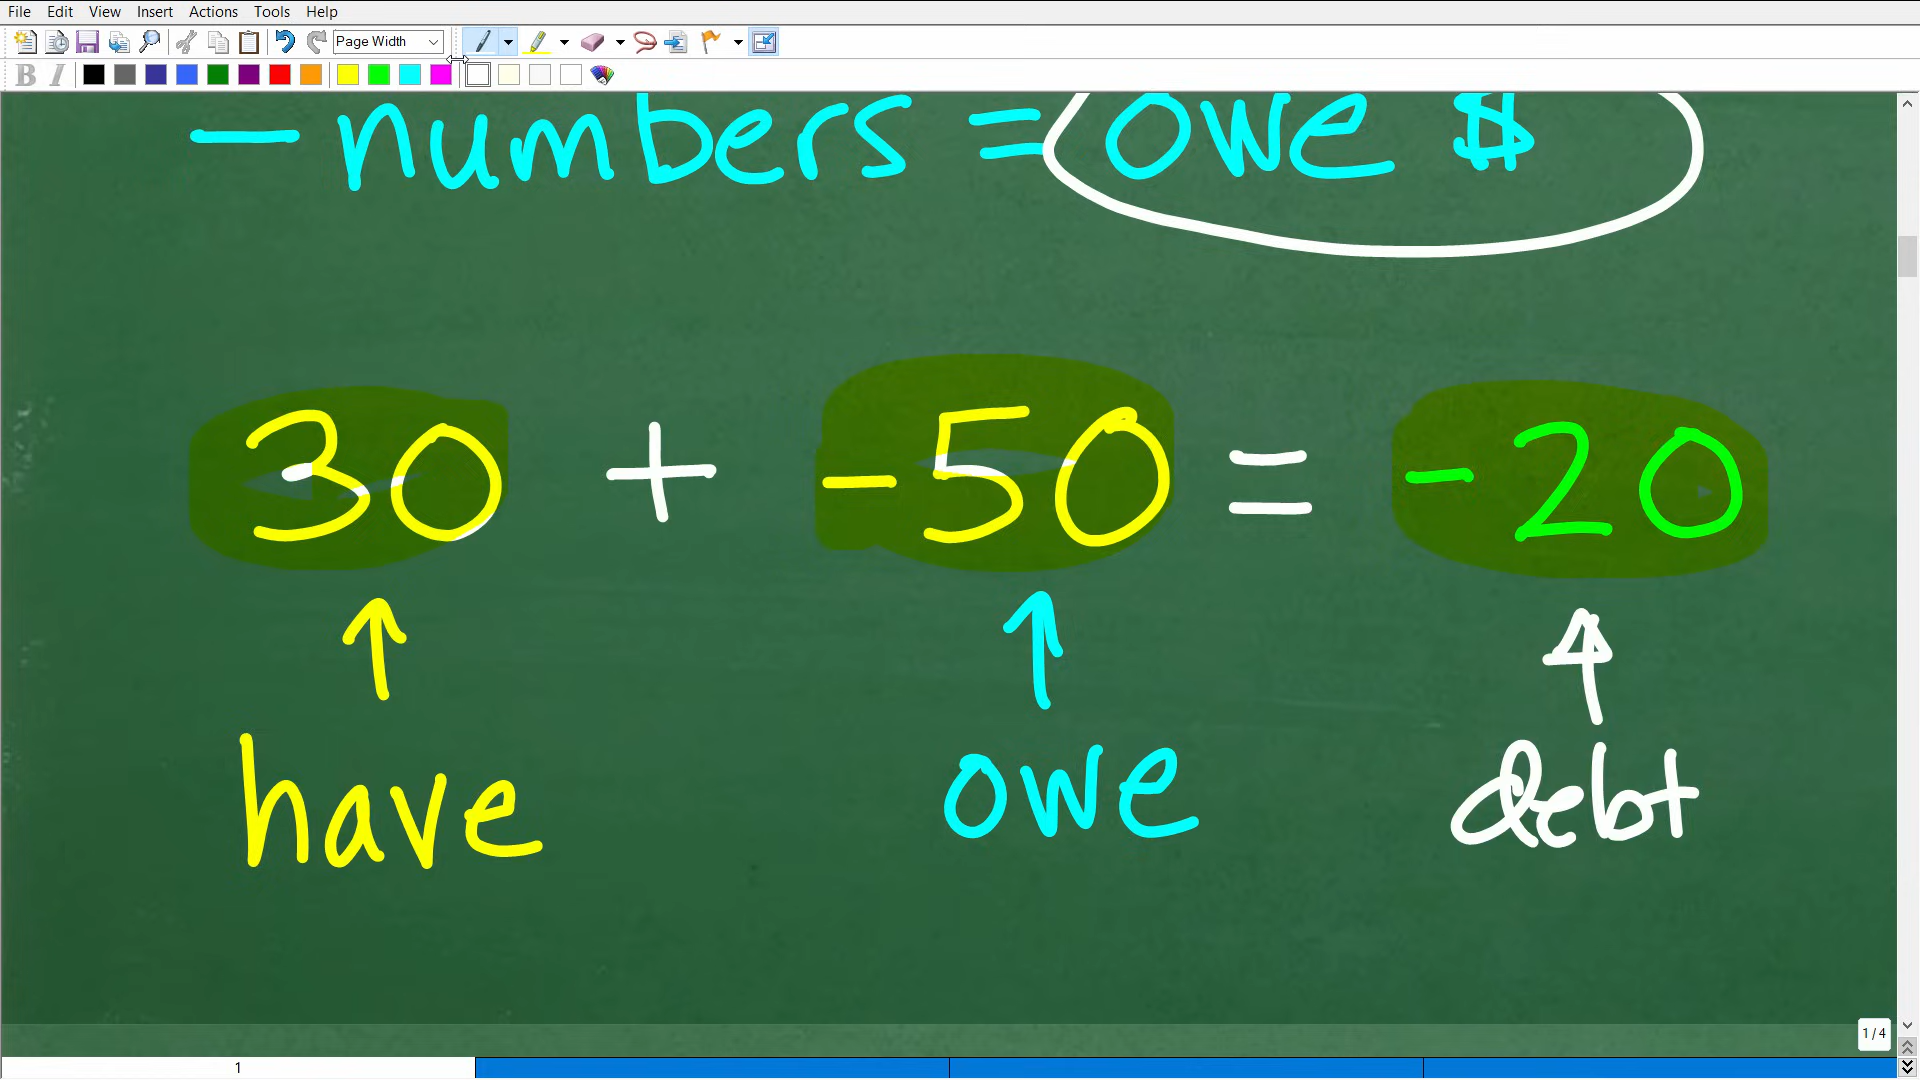 File Edit View Insert Actions Tools Help
Page Width
B I
- numbers = owe $
30 + -50 = -20
have owe debt
1 / 4
1